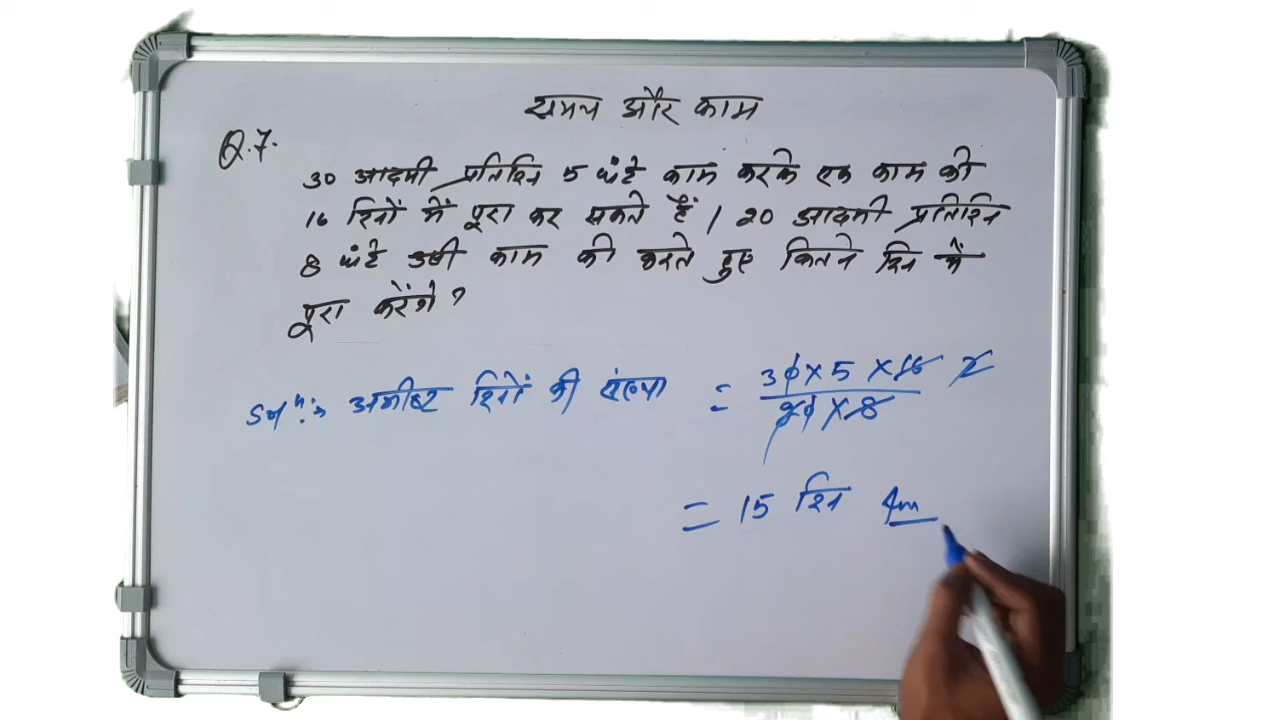 समय और काम
Q.7.
30 आदमी प्रतिदिन 5 घंटे काम करके एक काम को
16 दिनों में पूरा कर सकते हैं / 20 आदमी प्रतिदिन
8 घंटे उसी काम को करते हुए कितने दिन में
पूरा करेंगे ?
Solⁿ:→ अभीष्ट दिनों की संख्या = 30 × 5 × 16 2
20 × 8
= 15 दिन Ans